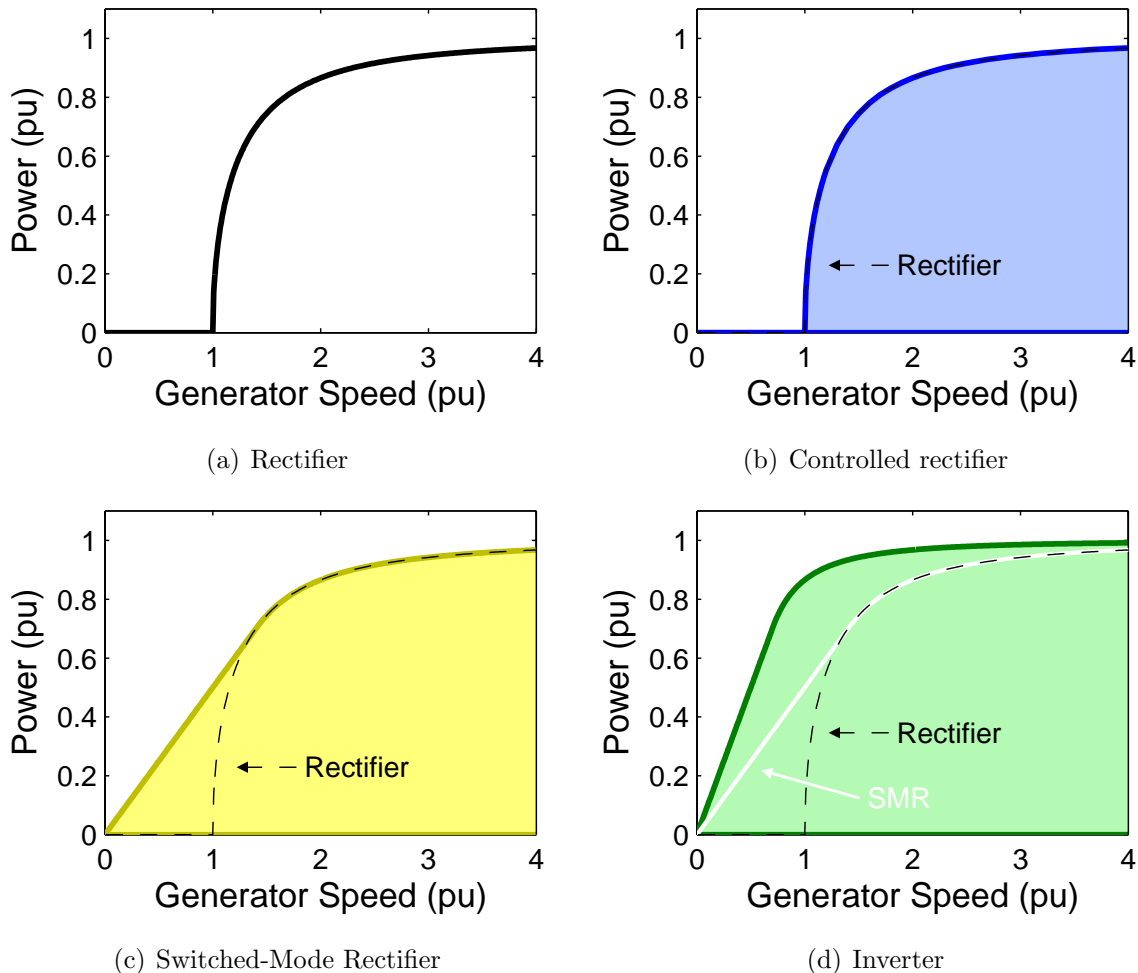 Power (pu)
1
0.8
0.6
0.4
0.2
0
0 1 2 3 4
Generator Speed (pu)
(a) Rectifier
Power (pu)
1
0.8
0.6
0.4
0.2
0
Rectifier
0 1 2 3 4
Generator Speed (pu)
(b) Controlled rectifier
Power (pu)
1
0.8
0.6
0.4
0.2
0
Rectifier
0 1 2 3 4
Generator Speed (pu)
(c) Switched-Mode Rectifier
Power (pu)
1
0.8
0.6
0.4
0.2
0
Rectifier
SMR
0 1 2 3 4
Generator Speed (pu)
(d) Inverter